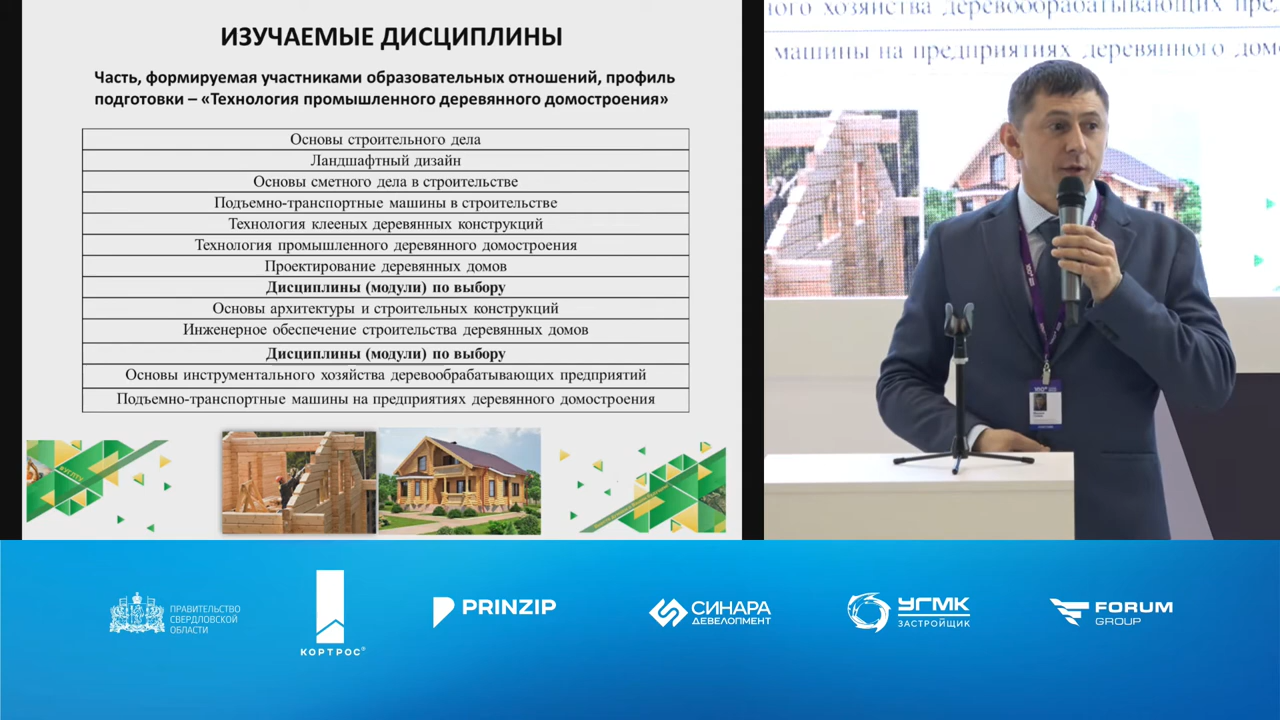 ИЗУЧАЕМЫЕ ДИСЦИПЛИНЫ
Часть, формируемая участниками образовательных отношений, профиль
подготовки – «Технология промышленного деревянного домостроения»
Основы строительного дела
Ландшафтный дизайн
Основы сметного дела в строительстве
Подъемно-транспортные машины в строительстве
Технология клееных деревянных конструкций
Технология промышленного деревянного домостроения
Проектирование деревянных домов
Дисциплины (модули) по выбору
Основы архитектуры и строительных конструкций
Инженерное обеспечение строительства деревянных домов
Дисциплины (модули) по выбору
Основы инструментального хозяйства деревообрабатывающих предприятий
Подъемно-транспортные машины на предприятиях деревянного домостроения
хозяйства деревообрабатывающих
машины на предприятиях деревянного
ПРАВИТЕЛЬСТВО
СВЕРДЛОВСКОЙ
ОБЛАСТИ
КОРТРОС®
PRINZIP
СИНАРА
ДЕВЕЛОПМЕНТ
УГМК
ЗАСТРОЙЩИК
FORUM
GROUP